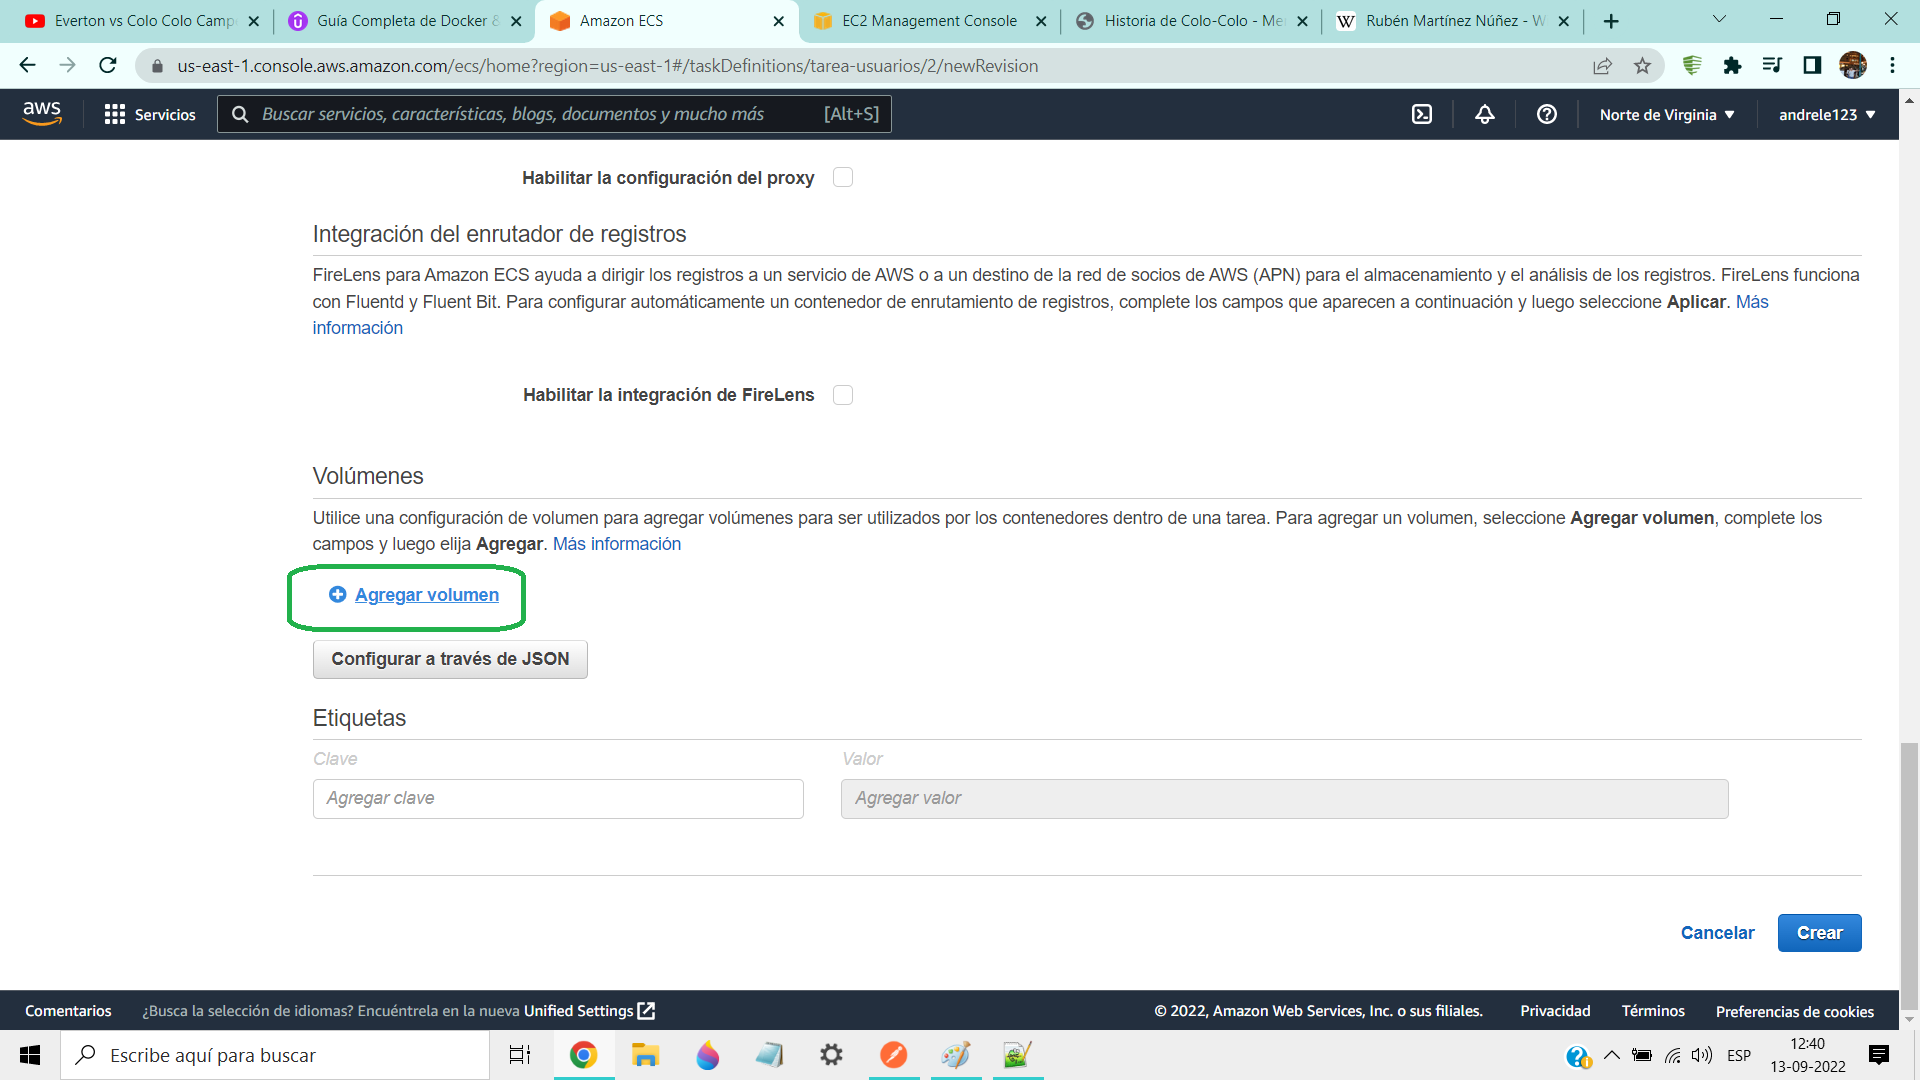 Everton vs Colo Colo Camp
Guía Completa de Docker &
Amazon ECS
EC2 Management Console
Historia de Colo-Colo - Me
W
Rubén Martínez Núñez - W
us-east-1.console.aws.amazon.com/ecs/home?region=us-east-1#/taskDefinitions/tarea-usuarios/2/newRevision
aws
Servicios
Buscar servicios, características, blogs, documentos y mucho más
[Alt+S]
Norte de Virginia
andrele123
Habilitar la configuración del proxy
Integración del enrutador de registros
FireLens para Amazon ECS ayuda a dirigir los registros a un servicio de AWS o a un destino de la red de socios de AWS (APN) para el almacenamiento y el análisis de los registros. FireLens funciona
con Fluentd y Fluent Bit. Para configurar automáticamente un contenedor de enrutamiento de registros, complete los campos que aparecen a continuación y luego seleccione Aplicar. Más
información
Habilitar la integración de FireLens
Volúmenes
Utilice una configuración de volumen para agregar volúmenes para ser utilizados por los contenedores dentro de una tarea. Para agregar un volumen, seleccione Agregar volumen, complete los
campos y luego elija Agregar. Más información
Agregar volumen
Configurar a través de JSON
Etiquetas
Clave
Valor
Agregar clave
Agregar valor
Cancelar
Crear
Comentarios
¿Busca la selección de idiomas? Encuéntrela en la nueva Unified Settings
© 2022, Amazon Web Services, Inc. o sus filiales.
Privacidad
Términos
Preferencias de cookies
Escribe aquí para buscar
ESP
12:40
13-09-2022